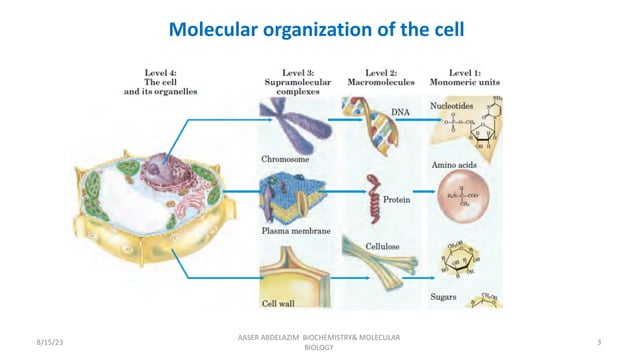 Molecular organization of the cell
Level 4:
The cell
and its organelles
Level 3:
Supramolecular
complexes
Level 2:
Macromolecules
Level 1:
Monomeric units
DNA
Nucleotides
Chromosome
Amino acids
Protein
Plasma membrane
Cellulose
Cell wall
Sugars
8/15/23
AASER ABDELAZIM BIOCHEMISTRY& MOLECULAR
BIOLOGY
3